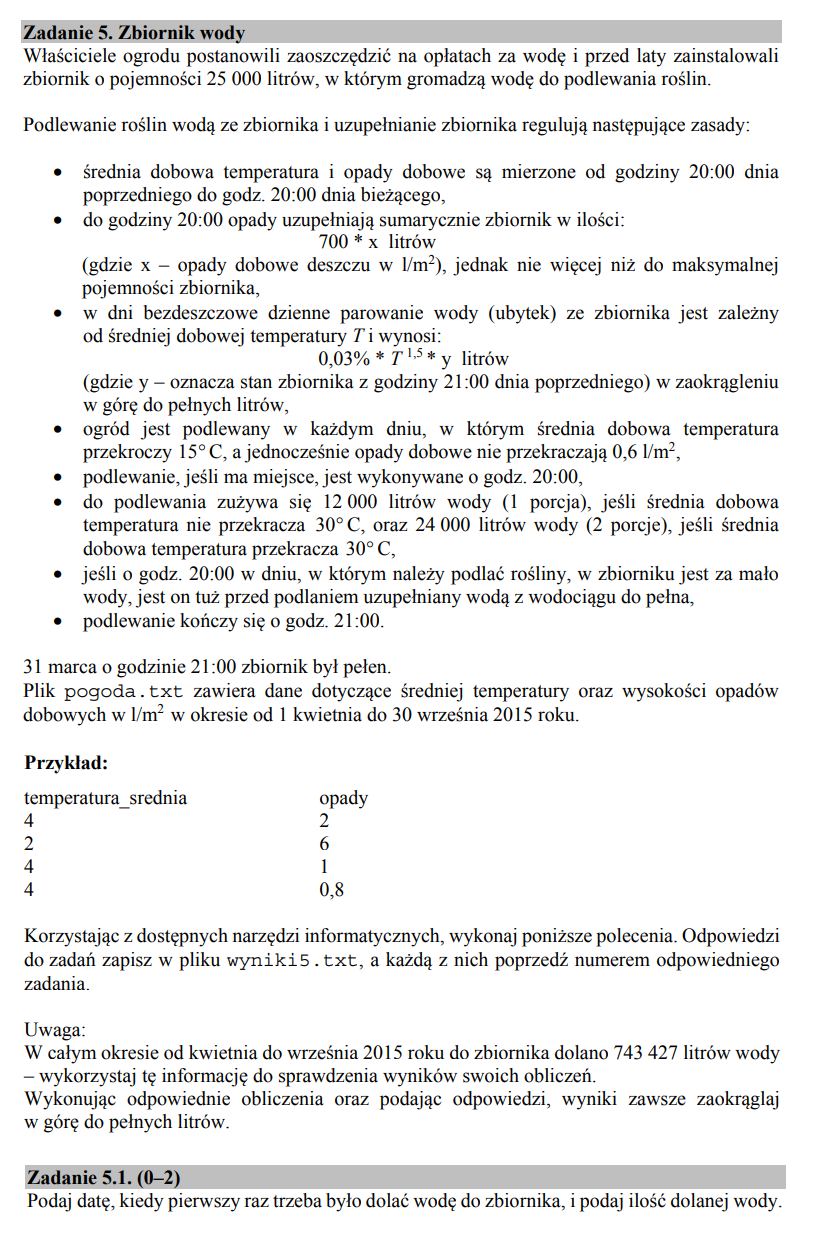 Zadanie 5. Zbiornik wody
Właściciele ogrodu postanowili zaoszczędzić na opłatach za wodę i przed laty zainstalowali
zbiornik o pojemności 25 000 litrów, w którym gromadzą wodę do podlewania roślin.
Podlewanie roślin wodą ze zbiornika i uzupełnianie zbiornika regulują następujące zasady:
• średnia dobowa temperatura i opady dobowe są mierzone od godziny 20:00 dnia
poprzedniego do godz. 20:00 dnia bieżącego,
• do godziny 20:00 opady uzupełniają sumarycznie zbiornik w ilości:
700 * x litrów
(gdzie x – opady dobowe deszczu w l/m²), jednak nie więcej niż do maksymalnej
pojemności zbiornika,
• w dni bezdeszczowe dzienne parowanie wody (ubytek) ze zbiornika jest zależny
od średniej dobowej temperatury T i wynosi:
0,03% * T ^1,5 * y litrów
(gdzie y – oznacza stan zbiornika z godziny 21:00 dnia poprzedniego) w zaokrągleniu
w górę do pełnych litrów,
• ogród jest podlewany w każdym dniu, w którym średnia dobowa temperatura
przekroczy 15° C, a jednocześnie opady dobowe nie przekraczają 0,6 l/m²,
• podlewanie, jeśli ma miejsce, jest wykonywane o godz. 20:00,
• do podlewania zużywa się 12 000 litrów wody (1 porcja), jeśli średnia dobowa
temperatura nie przekracza 30° C, oraz 24 000 litrów wody (2 porcje), jeśli średnia
dobowa temperatura przekracza 30° C,
• jeśli o godz. 20:00 w dniu, w którym należy podlać rośliny, w zbiorniku jest za mało
wody, jest on tuż przed podlaniem uzupełniany wodą z wodociągu do pełna,
• podlewanie kończy się o godz. 21:00.
31 marca o godzinie 21:00 zbiornik był pełen.
Plik pogoda.txt zawiera dane dotyczące średniej temperatury oraz wysokości opadów
dobowych w l/m² w okresie od 1 kwietnia do 30 września 2015 roku.
Przykład:
temperatura_srednia opady
4 2
2 6
4 1
4 0,8
Korzystając z dostępnych narzędzi informatycznych, wykonaj poniższe polecenia. Odpowiedzi
do zadań zapisz w pliku wyniki5.txt, a każdą z nich poprzedź numerem odpowiedniego
zadania.
Uwaga:
W całym okresie od kwietnia do września 2015 roku do zbiornika dolano 743 427 litrów wody
– wykorzystaj tę informację do sprawdzenia wyników swoich obliczeń.
Wykonując odpowiednie obliczenia oraz podając odpowiedzi, wyniki zawsze zaokrąglaj
w górę do pełnych litrów.
Zadanie 5.1. (0–2)
Podaj datę, kiedy pierwszy raz trzeba było dolać wodę do zbiornika, i podaj ilość dolanej wody.